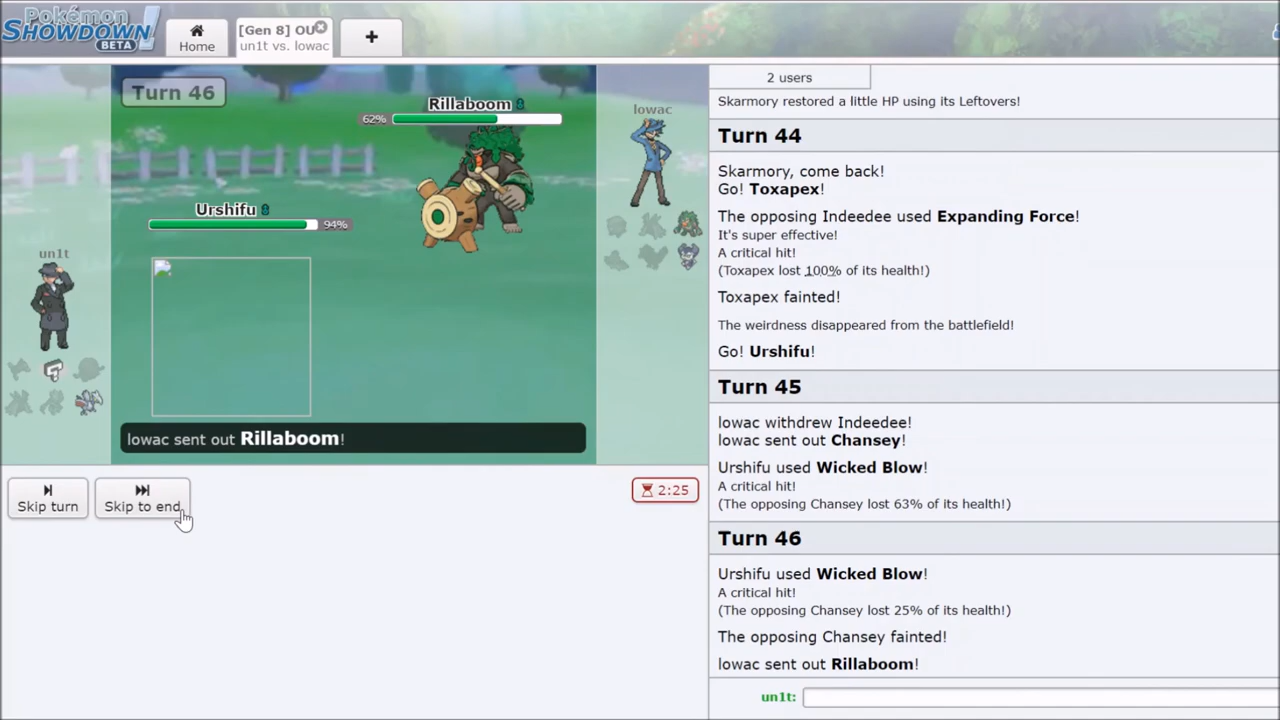 Pokémon
SHOWDOWN!
BETA
Home
[Gen 8] OU
un1t vs. lowac
+
Turn 46
Rillaboom
62%
Urshifu
94%
un1t
lowac
lowac sent out Rillaboom!
Skip turn
Skip to end
2:25
2 users
Skarmory restored a little HP using its Leftovers!
Turn 44
Skarmory, come back!
Go! Toxapex!
The opposing Indeedee used Expanding Force!
It's super effective!
A critical hit!
(Toxapex lost 100% of its health!)
Toxapex fainted!
The weirdness disappeared from the battlefield!
Go! Urshifu!
Turn 45
lowac withdrew Indeedee!
lowac sent out Chansey!
Urshifu used Wicked Blow!
A critical hit!
(The opposing Chansey lost 63% of its health!)
Turn 46
Urshifu used Wicked Blow!
A critical hit!
(The opposing Chansey lost 25% of its health!)
The opposing Chansey fainted!
lowac sent out Rillaboom!
un1t: